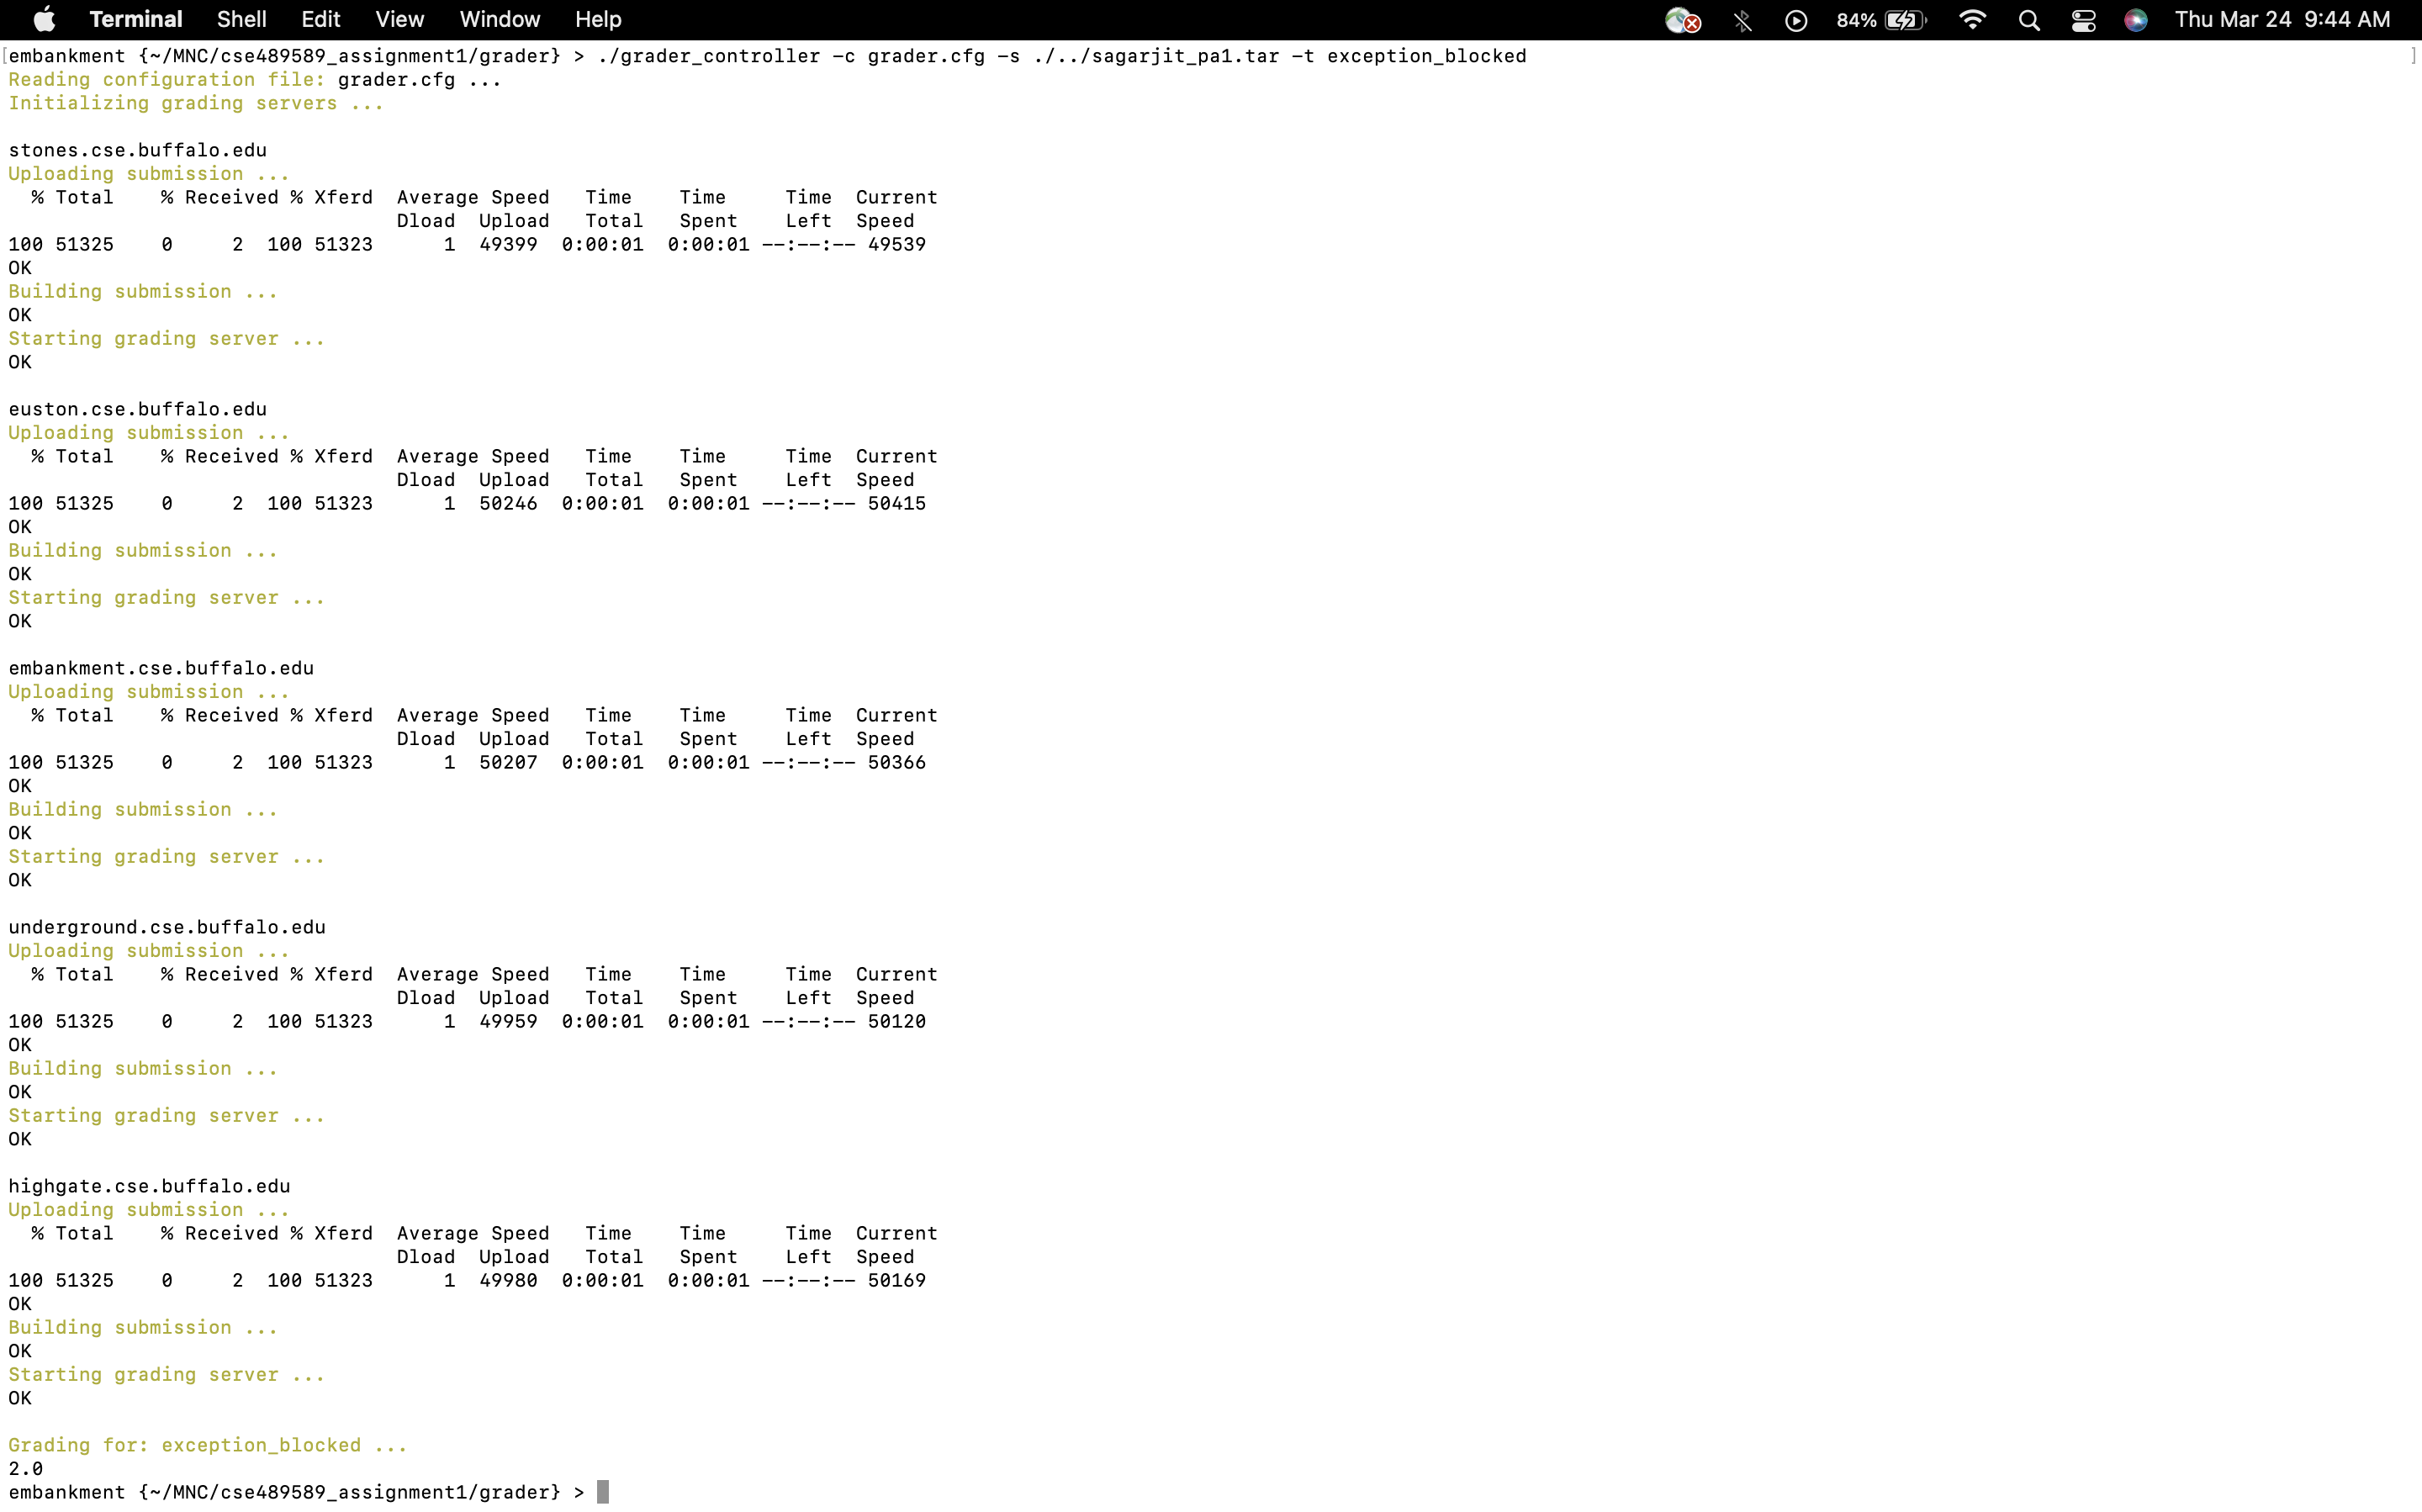 Terminal Shell Edit View Window Help 84% Thu Mar 24 9:44 AM
[embankment {~/MNC/cse489589_assignment1/grader} > ./grader_controller -c grader.cfg -s ./../sagarjit_pa1.tar -t exception_blocked ]
Reading configuration file: grader.cfg ...
Initializing grading servers ...
stones.cse.buffalo.edu
Uploading submission ...
% Total % Received % Xferd Average Speed Time Time Time Current
Dload Upload Total Spent Left Speed
100 51325 0 2 100 51323 1 49399 0:00:01 0:00:01 --:--:-- 49539
OK
Building submission ...
OK
Starting grading server ...
OK
euston.cse.buffalo.edu
Uploading submission ...
% Total % Received % Xferd Average Speed Time Time Time Current
Dload Upload Total Spent Left Speed
100 51325 0 2 100 51323 1 50246 0:00:01 0:00:01 --:--:-- 50415
OK
Building submission ...
OK
Starting grading server ...
OK
embankment.cse.buffalo.edu
Uploading submission ...
% Total % Received % Xferd Average Speed Time Time Time Current
Dload Upload Total Spent Left Speed
100 51325 0 2 100 51323 1 50207 0:00:01 0:00:01 --:--:-- 50366
OK
Building submission ...
OK
Starting grading server ...
OK
underground.cse.buffalo.edu
Uploading submission ...
% Total % Received % Xferd Average Speed Time Time Time Current
Dload Upload Total Spent Left Speed
100 51325 0 2 100 51323 1 49959 0:00:01 0:00:01 --:--:-- 50120
OK
Building submission ...
OK
Starting grading server ...
OK
highgate.cse.buffalo.edu
Uploading submission ...
% Total % Received % Xferd Average Speed Time Time Time Current
Dload Upload Total Spent Left Speed
100 51325 0 2 100 51323 1 49980 0:00:01 0:00:01 --:--:-- 50169
OK
Building submission ...
OK
Starting grading server ...
OK
Grading for: exception_blocked ...
2.0
embankment {~/MNC/cse489589_assignment1/grader} >